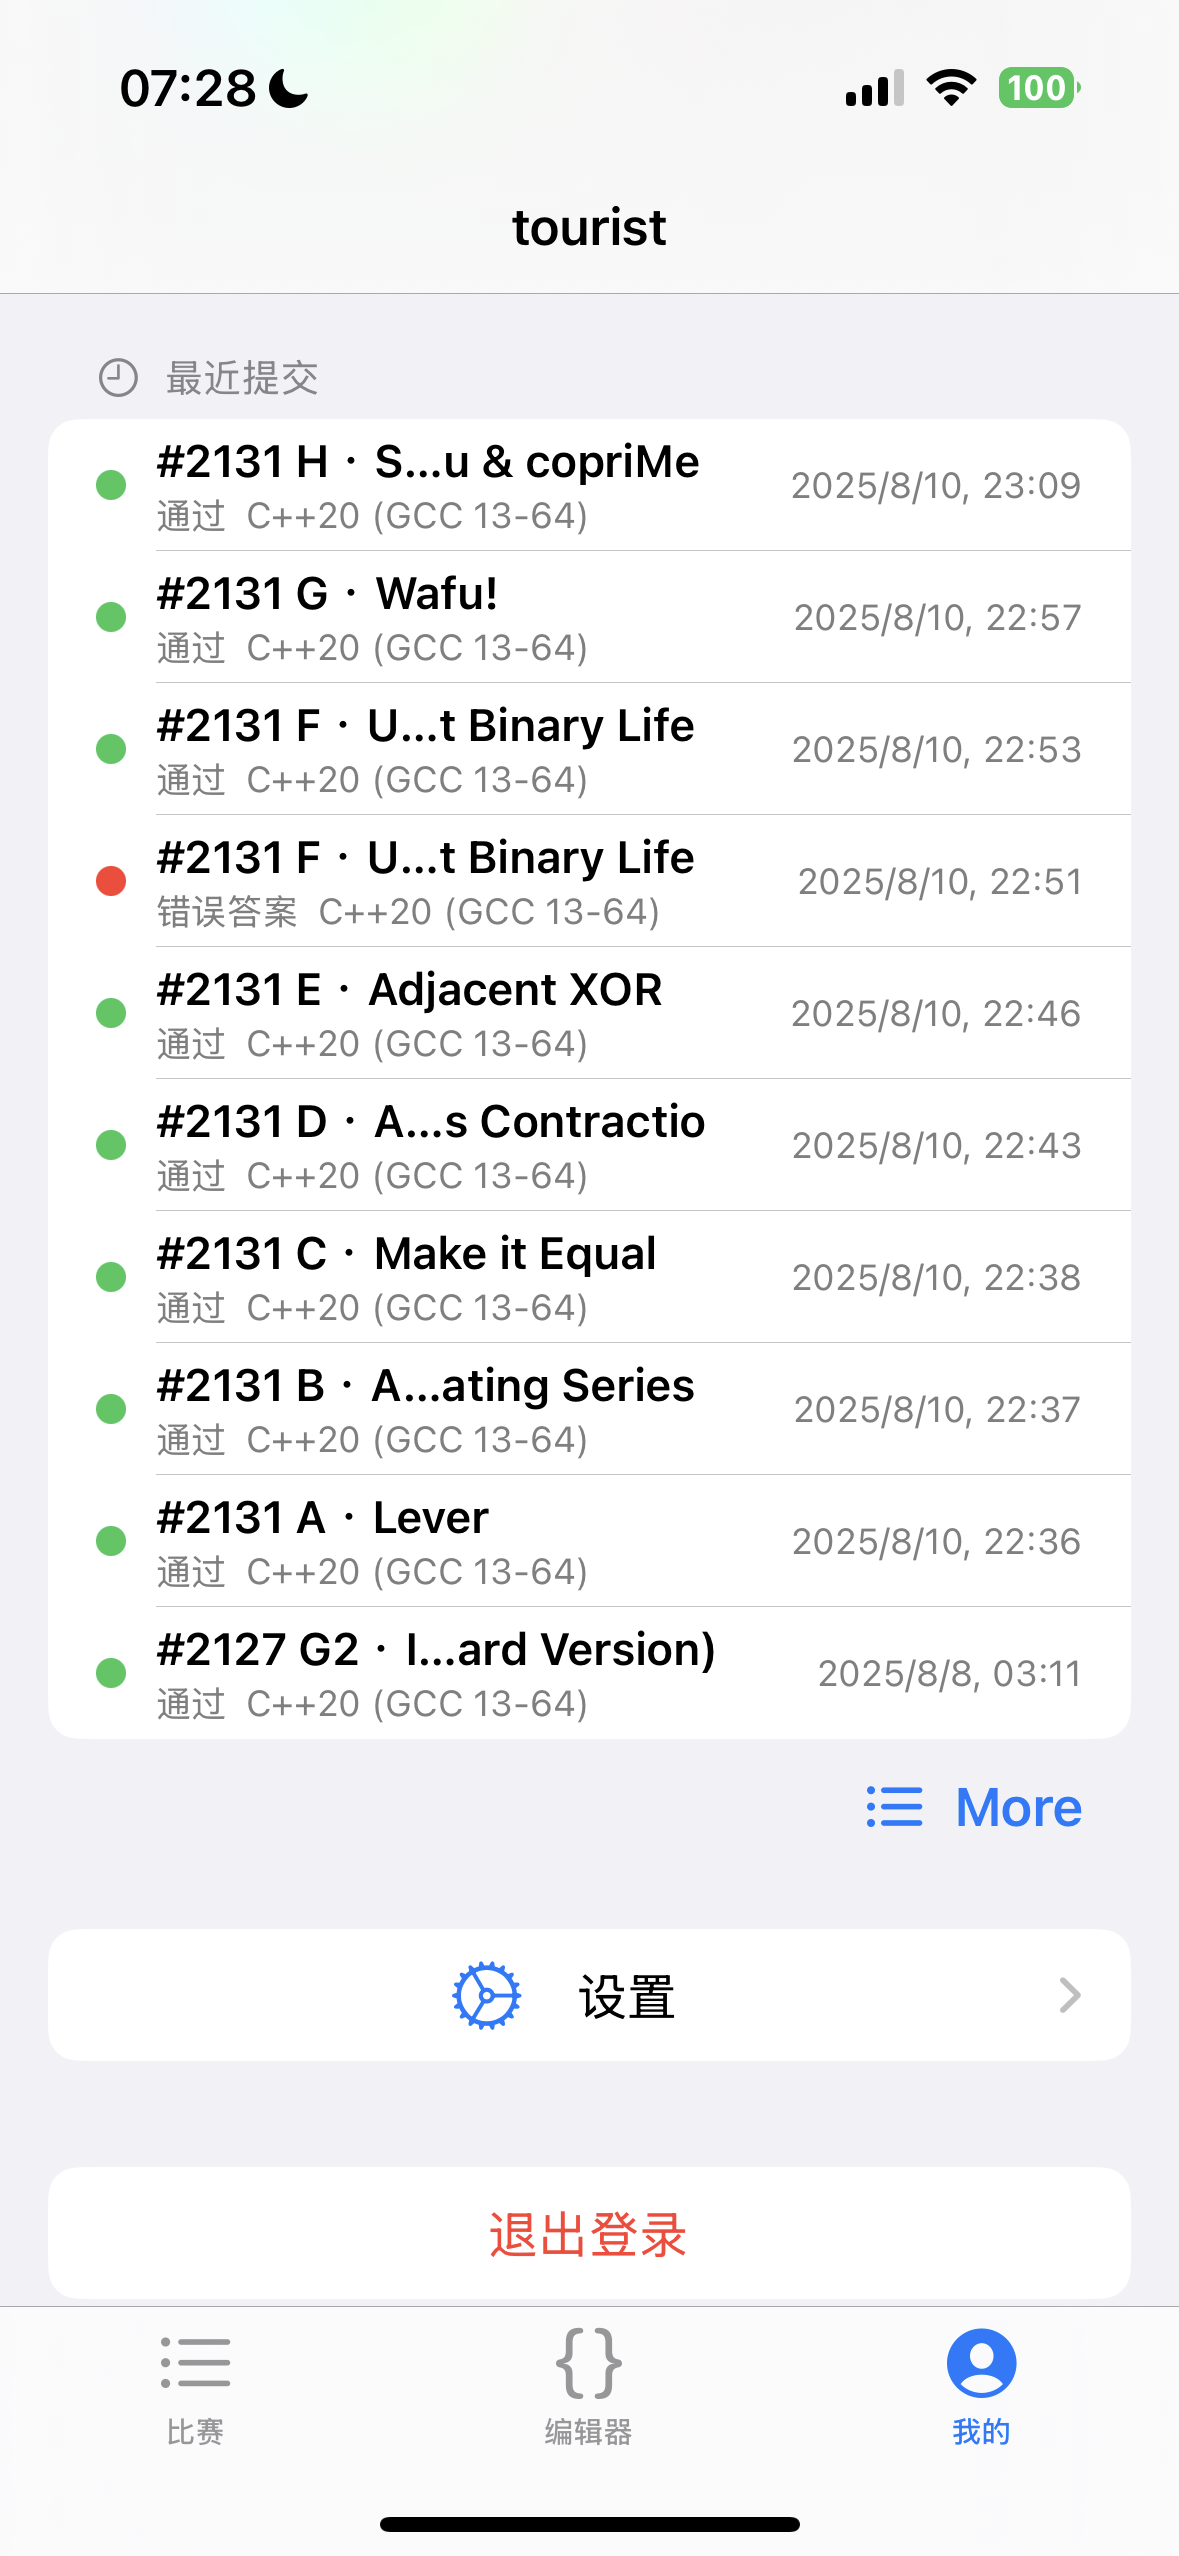 07:28
100
tourist
最近提交
#2131 H · S...u & copriMe
通过 C++20 (GCC 13-64)
2025/8/10, 23:09
#2131 G · Wafu!
通过 C++20 (GCC 13-64)
2025/8/10, 22:57
#2131 F · U...t Binary Life
通过 C++20 (GCC 13-64)
2025/8/10, 22:53
#2131 F · U...t Binary Life
错误答案 C++20 (GCC 13-64)
2025/8/10, 22:51
#2131 E · Adjacent XOR
通过 C++20 (GCC 13-64)
2025/8/10, 22:46
#2131 D · A...s Contractio
通过 C++20 (GCC 13-64)
2025/8/10, 22:43
#2131 C · Make it Equal
通过 C++20 (GCC 13-64)
2025/8/10, 22:38
#2131 B · A...ating Series
通过 C++20 (GCC 13-64)
2025/8/10, 22:37
#2131 A · Lever
通过 C++20 (GCC 13-64)
2025/8/10, 22:36
#2127 G2 · I...ard Version)
通过 C++20 (GCC 13-64)
2025/8/8, 03:11
More
设置
退出登录
比赛
编辑器
我的